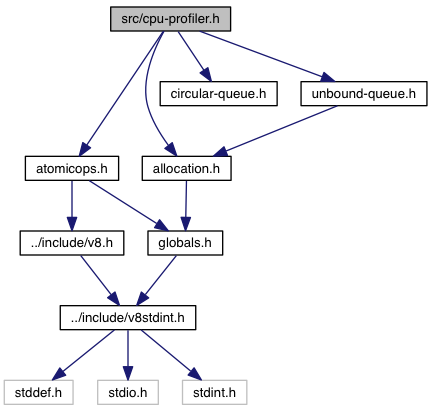 src/cpu-profiler.h
circular-queue.h
unbound-queue.h
atomicops.h
allocation.h
../include/v8.h
globals.h
../include/v8stdint.h
stddef.h
stdio.h
stdint.h